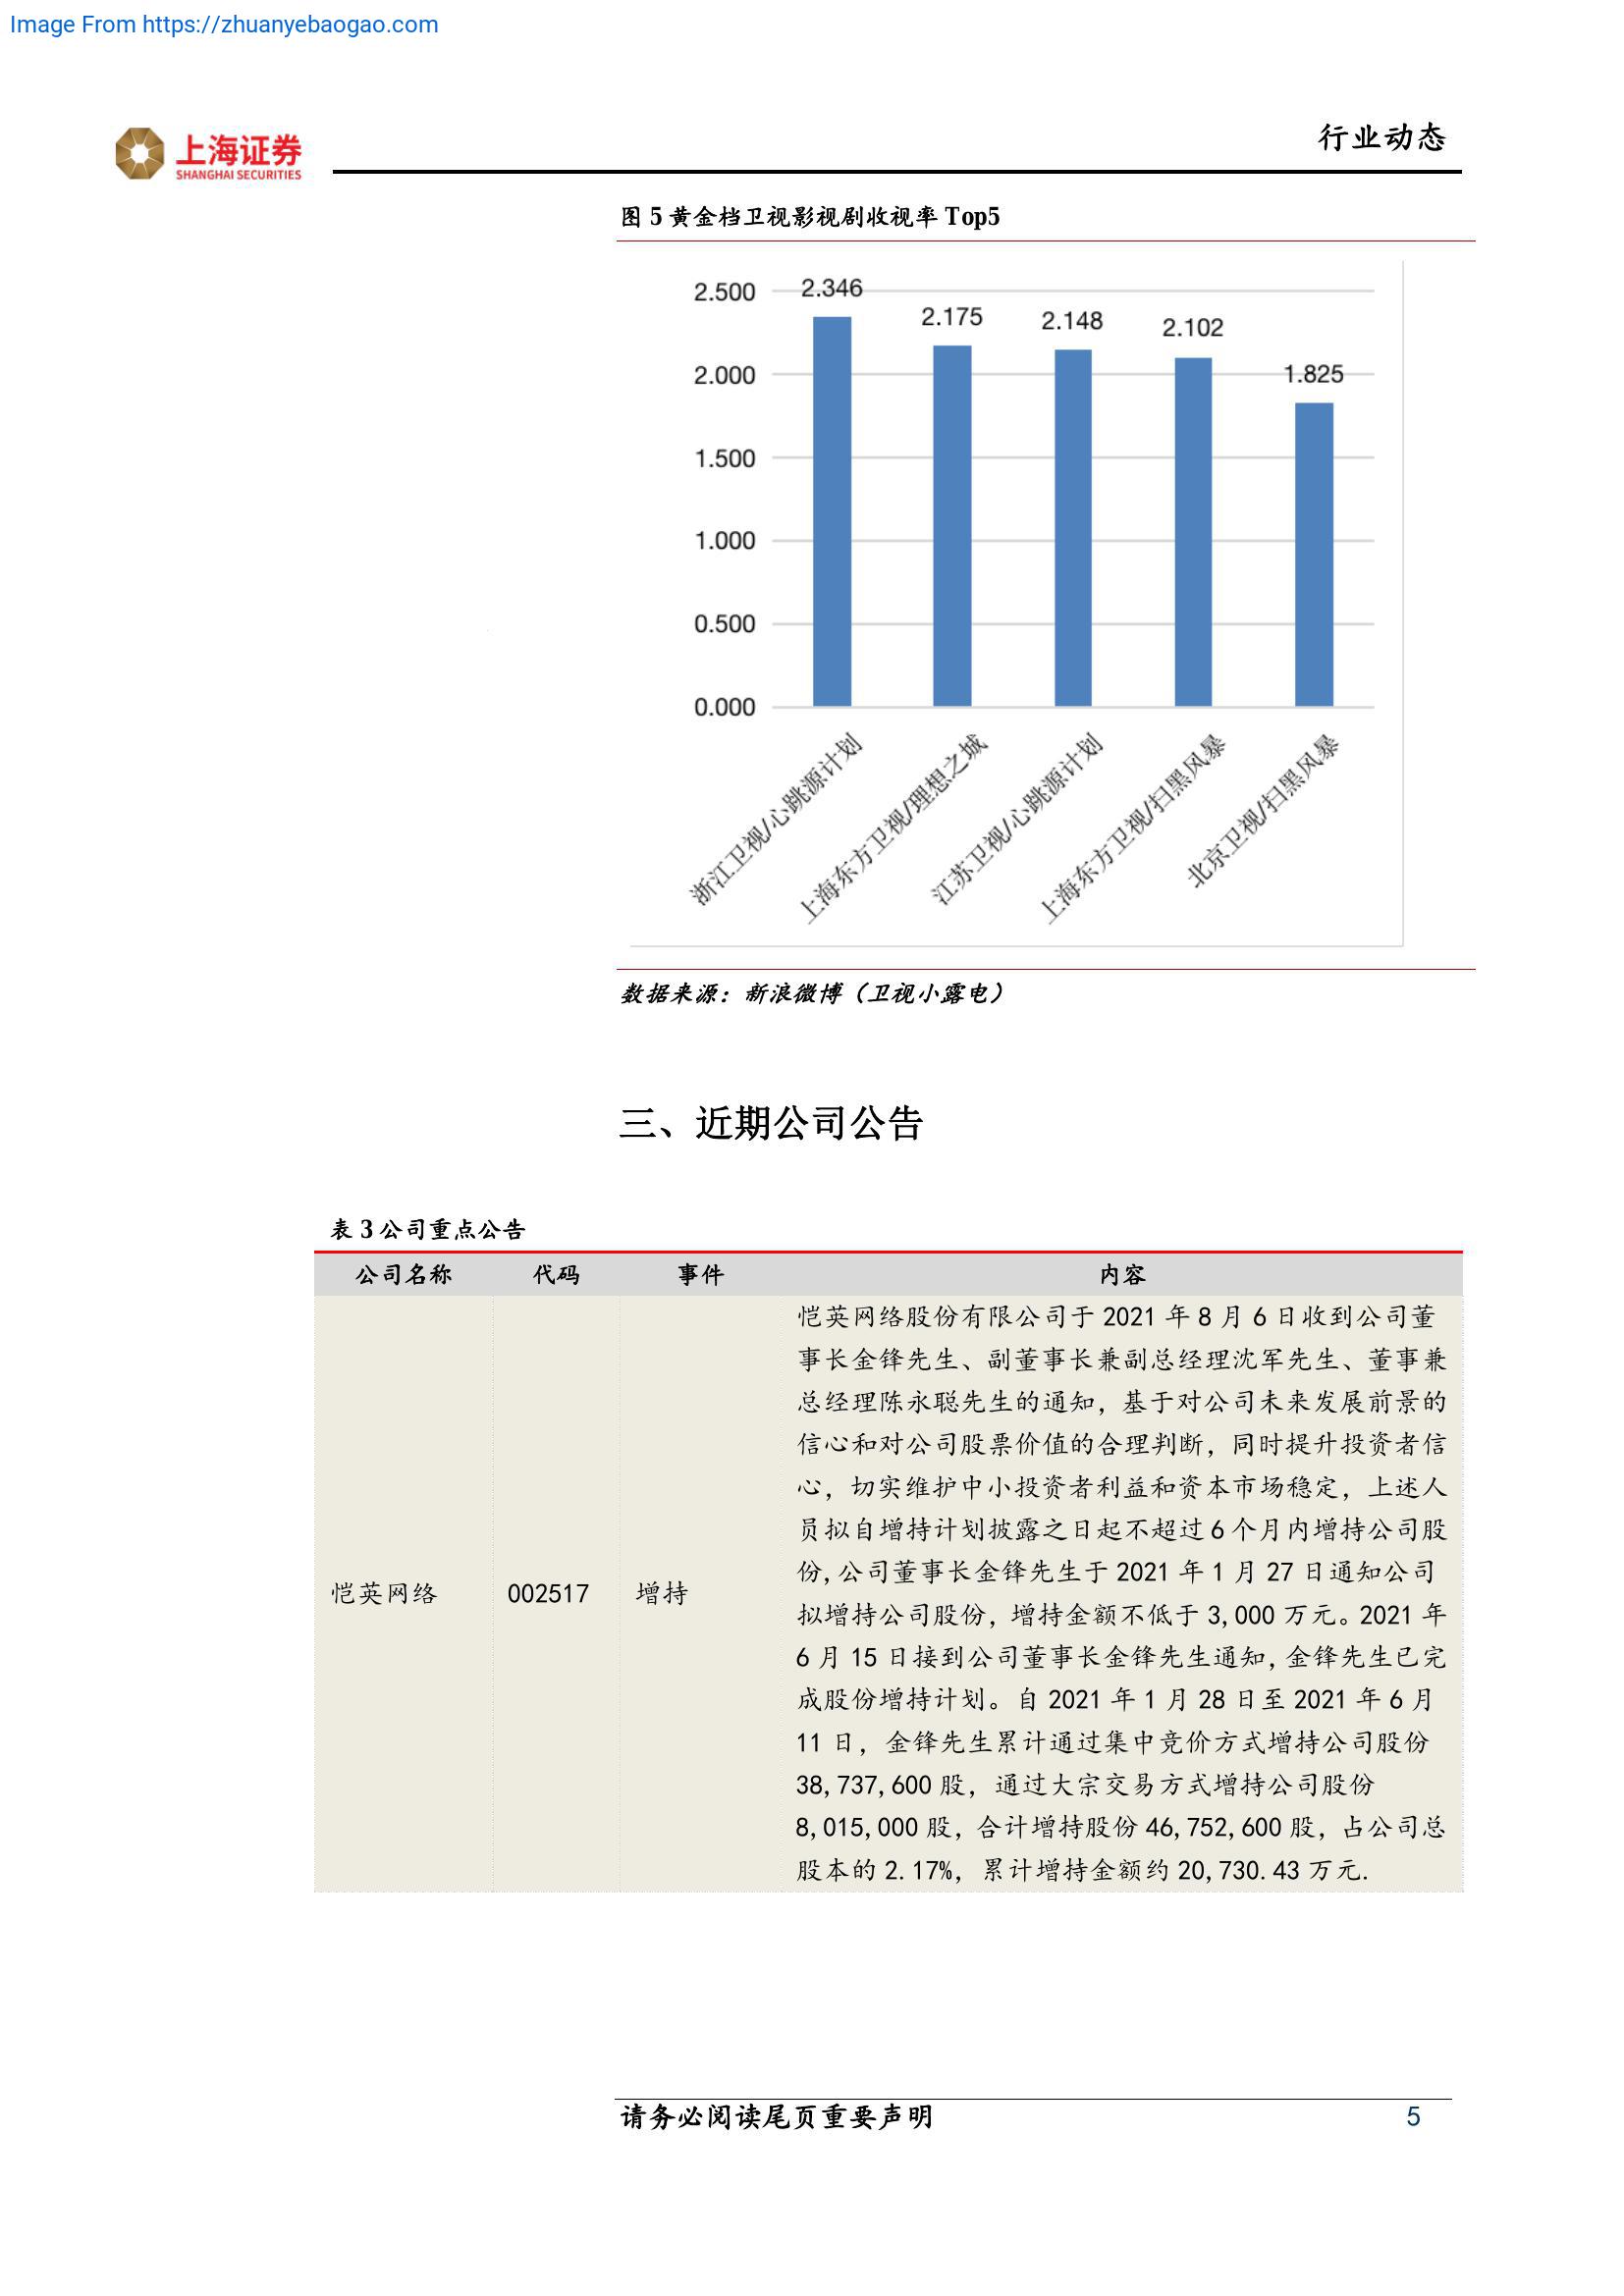 Image From https://zhuanyebaogao.com
上海证券
SHANGHAI SECURITIES
行业动态
图 5 黄金档卫视影视剧收视率 Top5
2.500
2.000
1.500
1.000
0.500
0.000
2.346
2.175
2.148
2.102
1.825
浙江卫视/心跳源计划
上海东方卫视/理想之城
江苏卫视/心跳源计划
上海东方卫视/扫黑风暴
北京卫视/扫黑风暴
数据来源：新浪微博（卫视小露电）
三、近期公司公告
表 3 公司重点公告
公司名称 代码 事件 内容
恺英网络 002517 增持
恺英网络股份有限公司于 2021 年 8 月 6 日收到公司董
事长金锋先生、副董事长兼副总经理沈军先生、董事兼
总经理陈永聪先生的通知，基于对公司未来发展前景的
信心和对公司股票价值的合理判断，同时提升投资者信
心，切实维护中小投资者利益和资本市场稳定，上述人
员拟自增持计划披露之日起不超过 6 个月内增持公司股
份,公司董事长金锋先生于 2021 年 1 月 27 日通知公司
拟增持公司股份，增持金额不低于 3,000 万元。2021 年
6 月 15 日接到公司董事长金锋先生通知,金锋先生已完
成股份增持计划。自 2021 年 1 月 28 日至 2021 年 6 月
11 日，金锋先生累计通过集中竞价方式增持公司股份
38,737,600 股，通过大宗交易方式增持公司股份
8,015,000 股，合计增持股份 46,752,600 股，占公司总
股本的 2.17%，累计增持金额约 20,730.43 万元.
请务必阅读尾页重要声明
5